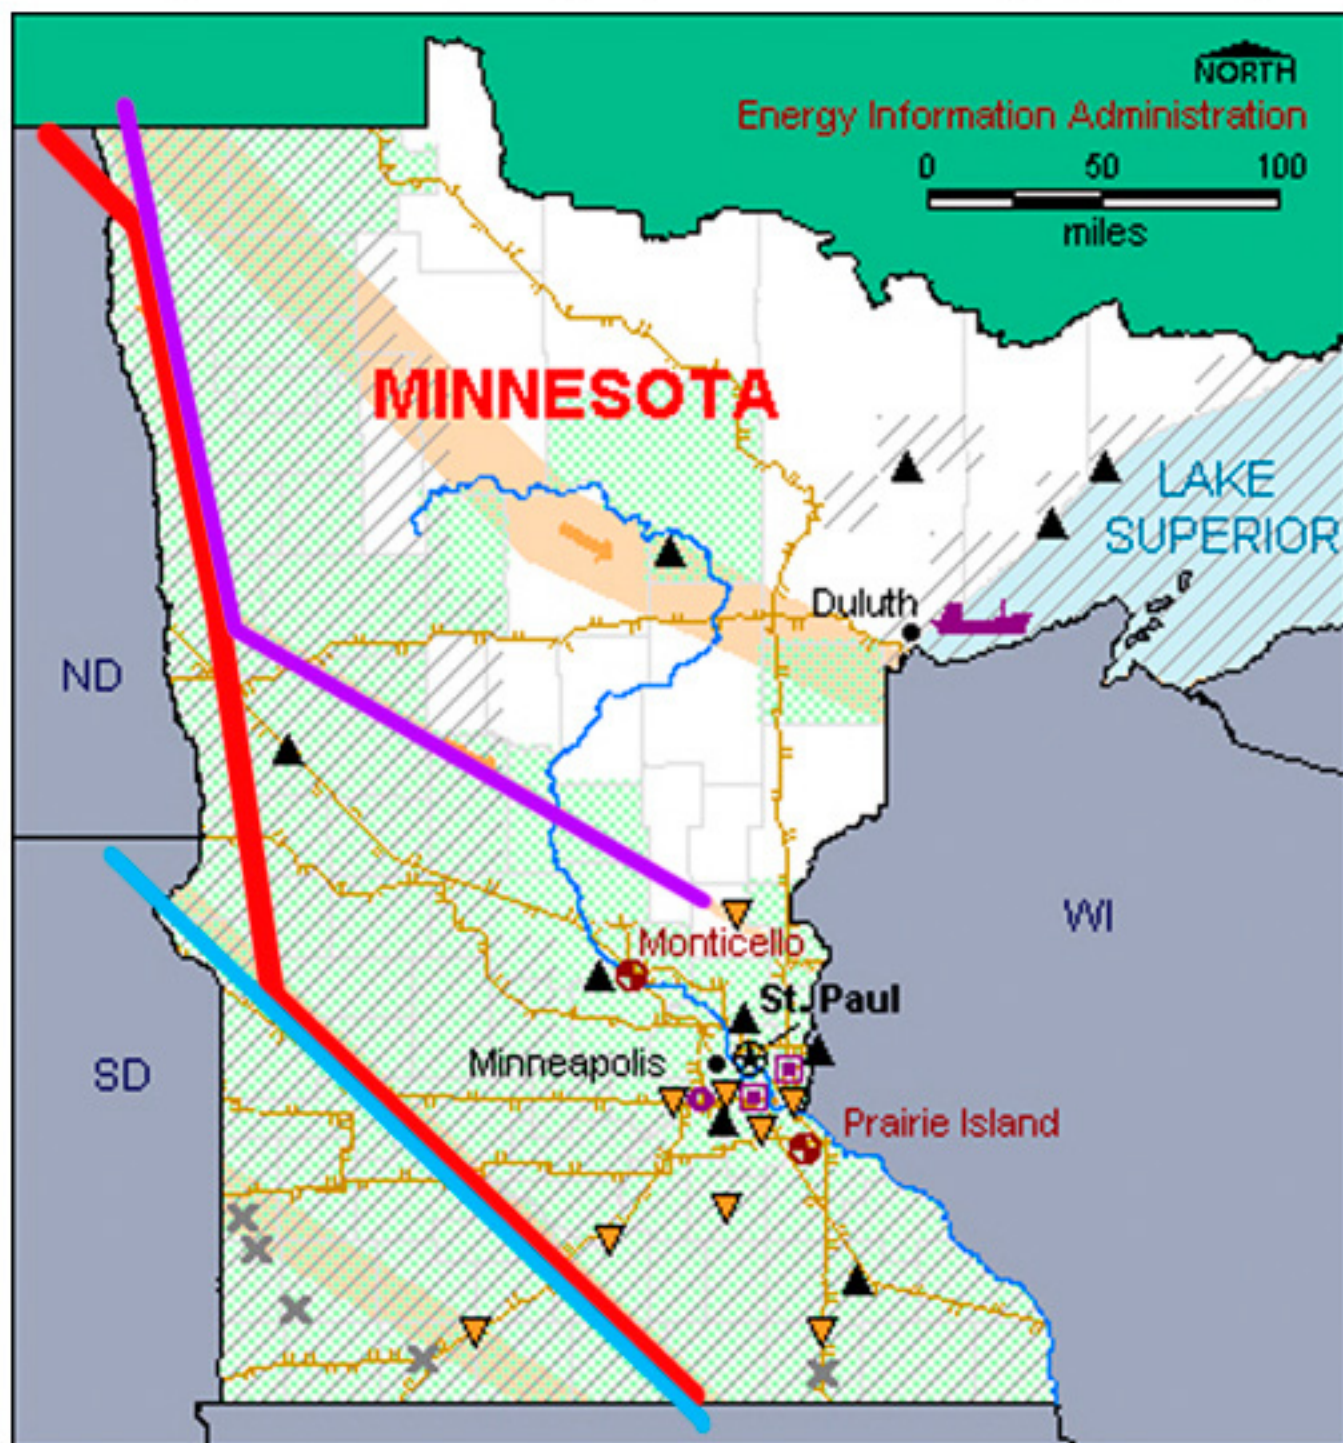 NORTH
Energy Information Administration
0 50 100
miles
MINNESOTA
LAKE
SUPERIOR
Duluth
ND
WI
Monticello
St. Paul
Minneapolis
SD
Prairie Island